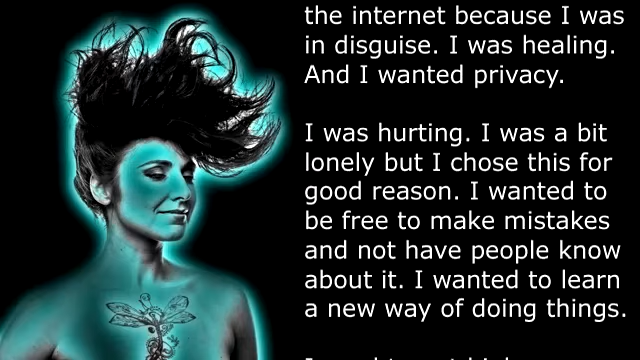 the internet because I was
in disguise. I was healing.
And I wanted privacy.
I was hurting. I was a bit
lonely but I chose this for
good reason. I wanted to
be free to make mistakes
and not have people know
about it. I wanted to learn
a new way of doing things.